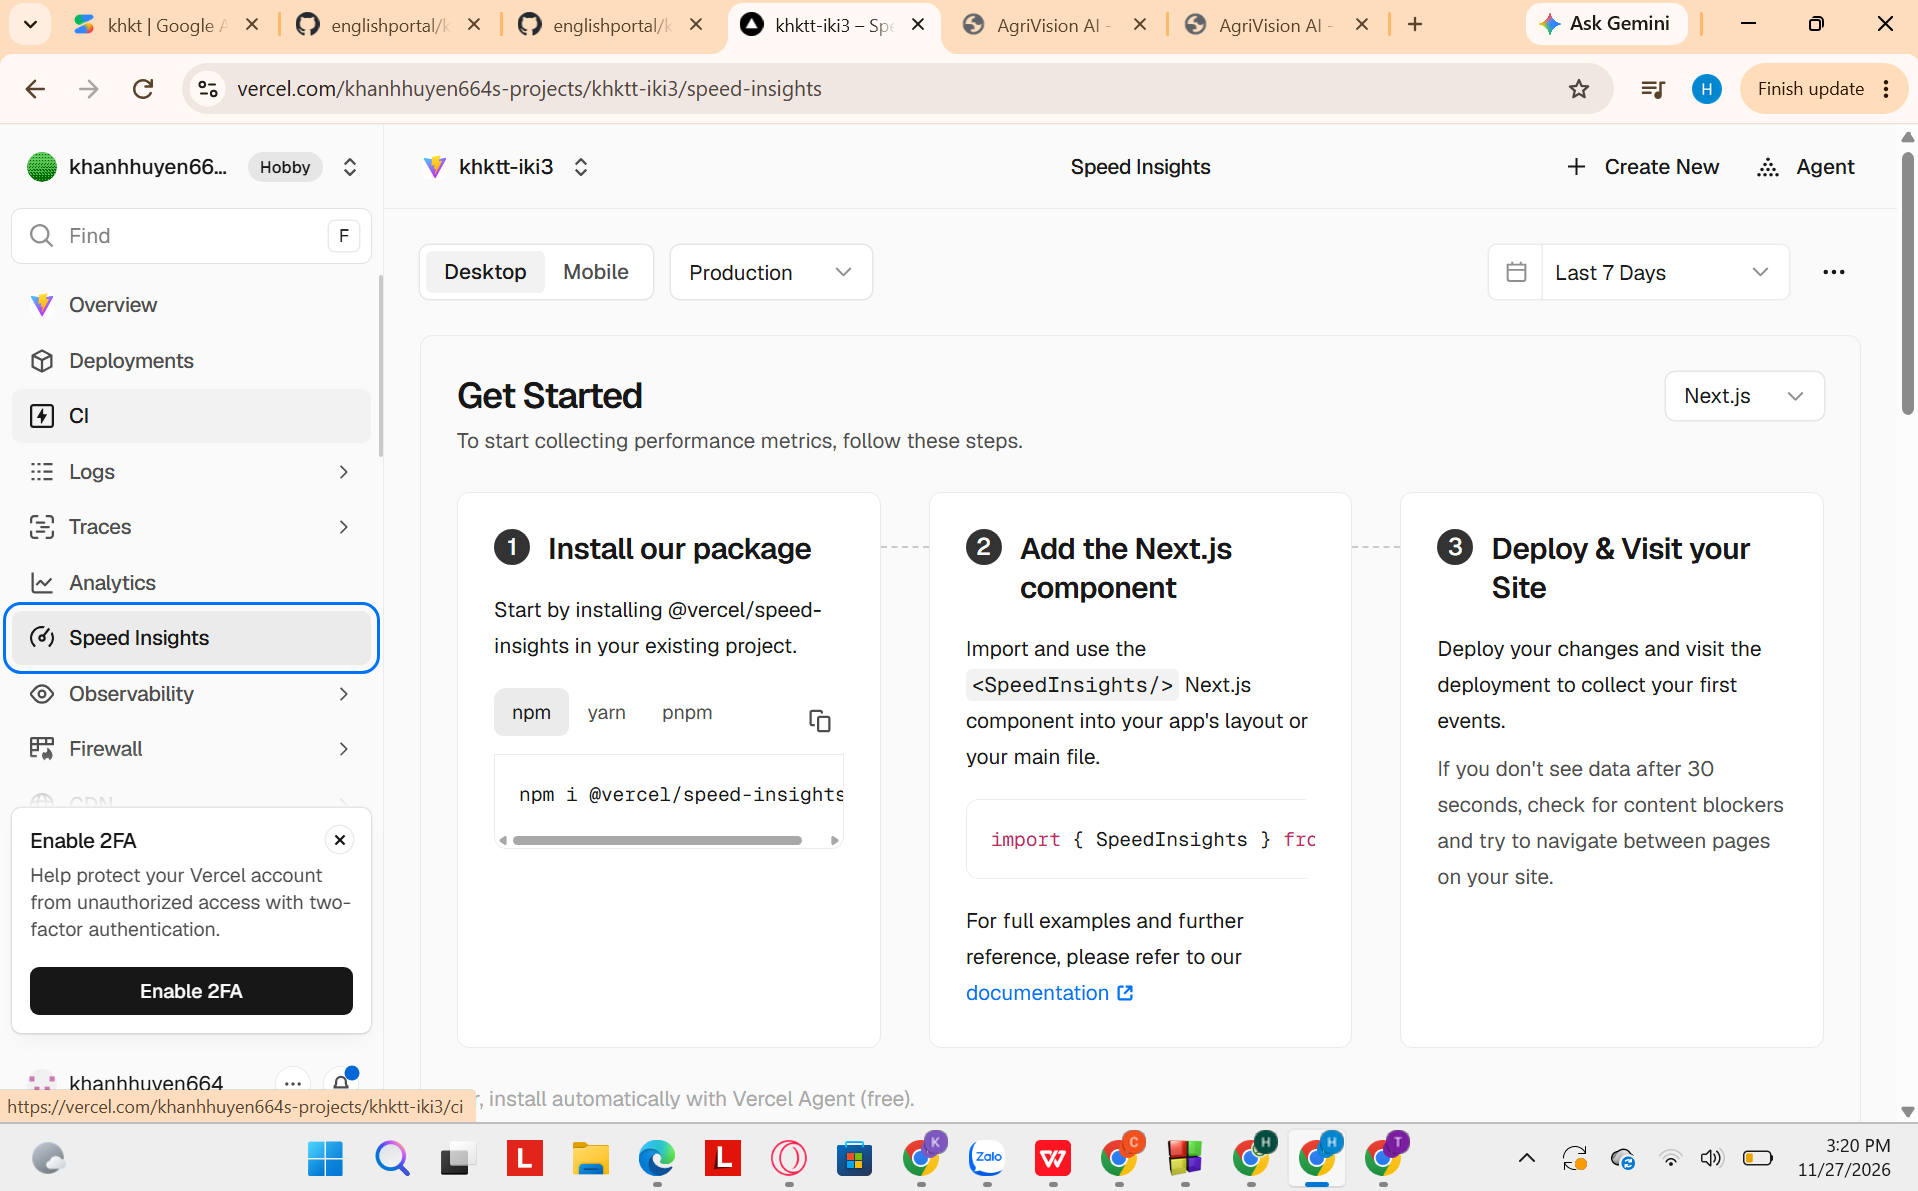 khkt | Google A
englishportal/k
englishportal/k
khktt-iki3 – Spe
AgriVision AI -
AgriVision AI -
Ask Gemini
vercel.com/khanhhuyen664s-projects/khktt-iki3/speed-insights
H
Finish update
khanhhuyen66...
Hobby
khktt-iki3
Speed Insights
Create New
Agent
Find
F
Desktop
Mobile
Production
Last 7 Days
Overview
Deployments
CI
Logs
Traces
Analytics
Speed Insights
Observability
Firewall
CDN
Get Started
To start collecting performance metrics, follow these steps.
Next.js
1
Install our package
Start by installing @vercel/speed-
insights in your existing project.
npm
yarn
pnpm
npm i @vercel/speed-insights
2
Add the Next.js
component
Import and use the
<SpeedInsights/> Next.js
component into your app's layout or
your main file.
import { SpeedInsights } fro
For full examples and further
reference, please refer to our
documentation
3
Deploy & Visit your
Site
Deploy your changes and visit the
deployment to collect your first
events.
If you don't see data after 30
seconds, check for content blockers
and try to navigate between pages
on your site.
Enable 2FA
Help protect your Vercel account
from unauthorized access with two-
factor authentication.
Enable 2FA
khanhhuyen664
https://vercel.com/khanhhuyen664s-projects/khktt-iki3/ci
, install automatically with Vercel Agent (free).
L
L
K
Zalo
W
C
H
H
T
3:20 PM
11/27/2026